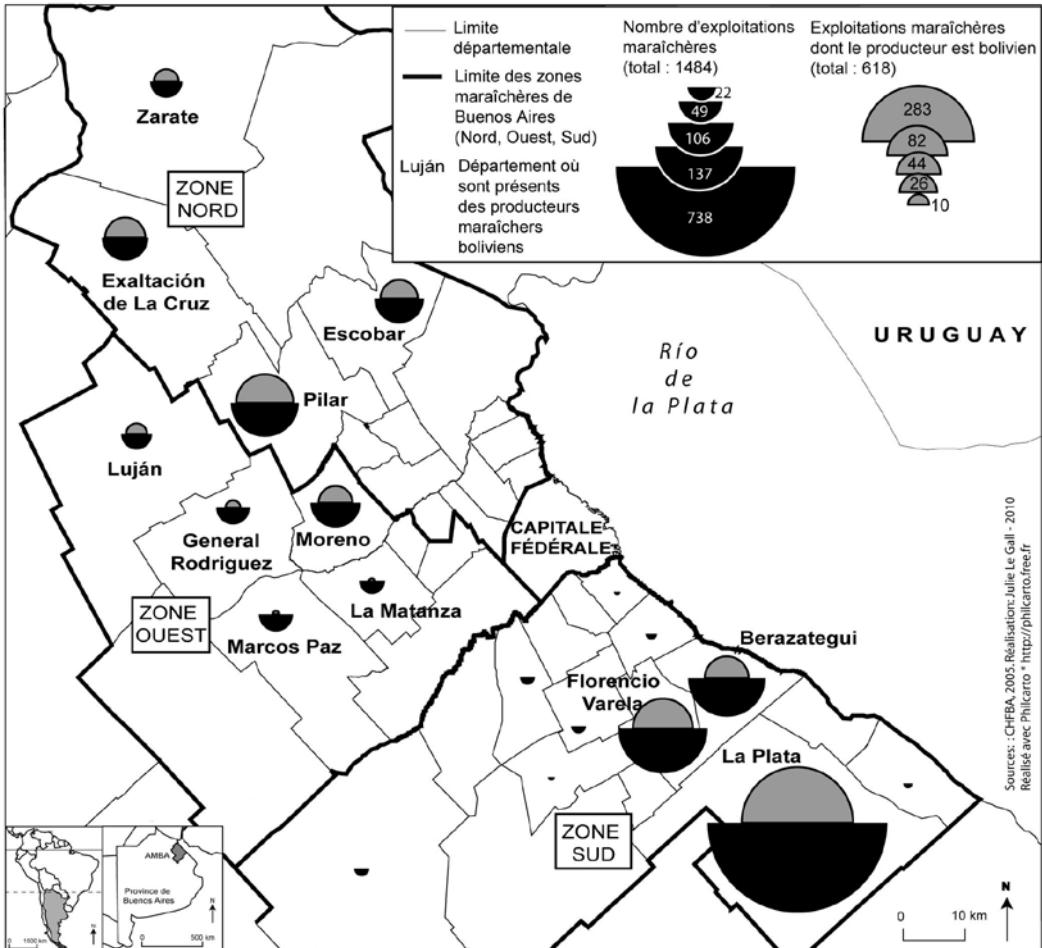 Limite
départementale
Limite des zones
maraîchères de
Buenos Aires
(Nord, Ouest, Sud)
Luján
Département où
sont présents
des producteurs
maraîchers
boliviens
Nombre d'exploitations
maraîchères
(total : 1484)
22
49
106
137
738
Exploitations maraîchères
dont le producteur est bolivien
(total : 618)
283
82
44
26
10
Zarate
ZONE
NORD
Exaltación
de La Cruz
Escobar
Pilar
URUGUAY
Río
de
la Plata
Luján
General
Rodriguez
Moreno
CAPITALE
FÉDÉRALE
La Matanza
ZONE
OUEST
Marcos Paz
Berazategui
Florencio
Varela
La Plata
ZONE
SUD
Sources: :CHFBA, 2005. Réalisation: Julie Le Gall - 2010
Réalisé avec Philcarto * http://philcarto.free.fr
AMBA
Province de
Buenos Aires
N
0 1500 km
N
0 500 km
N
0 10 km